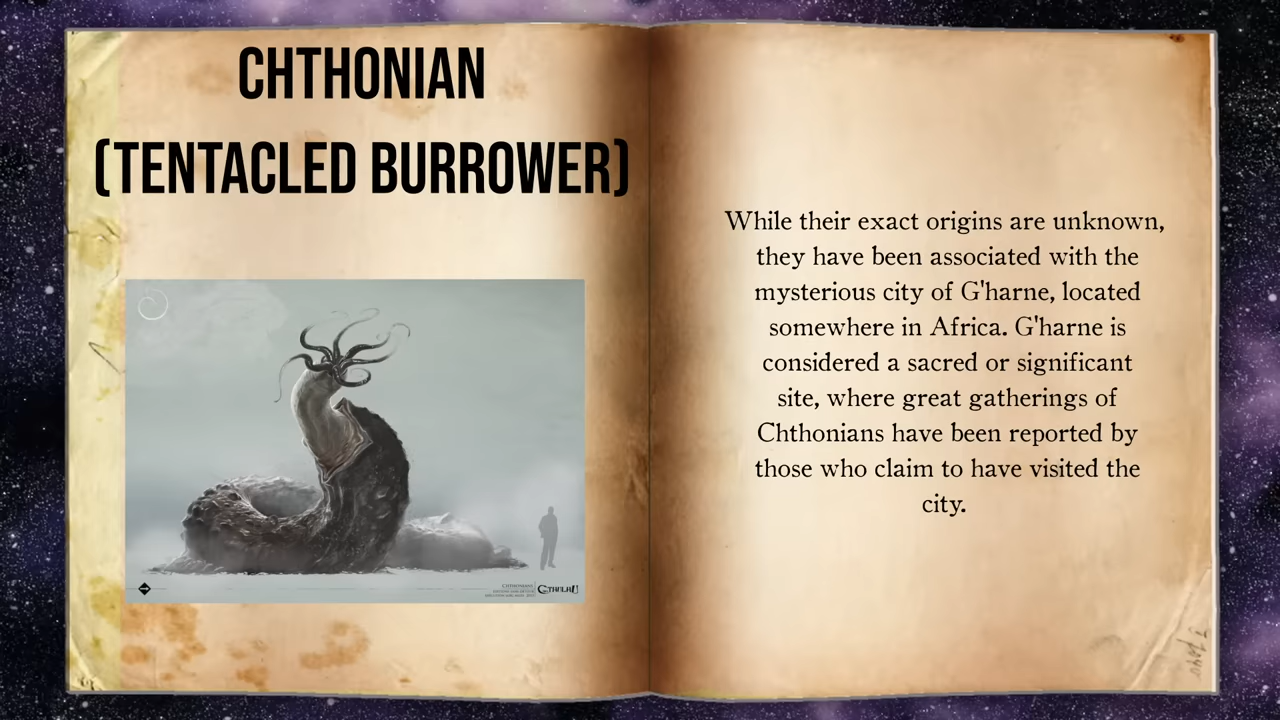 CHTHONIAN
(TENTACLED BURROWER)
CHTHONIANS
CTHULHU
While their exact origins are unknown,
they have been associated with the
mysterious city of G'harne, located
somewhere in Africa. G'harne is
considered a sacred or significant
site, where great gatherings of
Chthonians have been reported by
those who claim to have visited the
city.